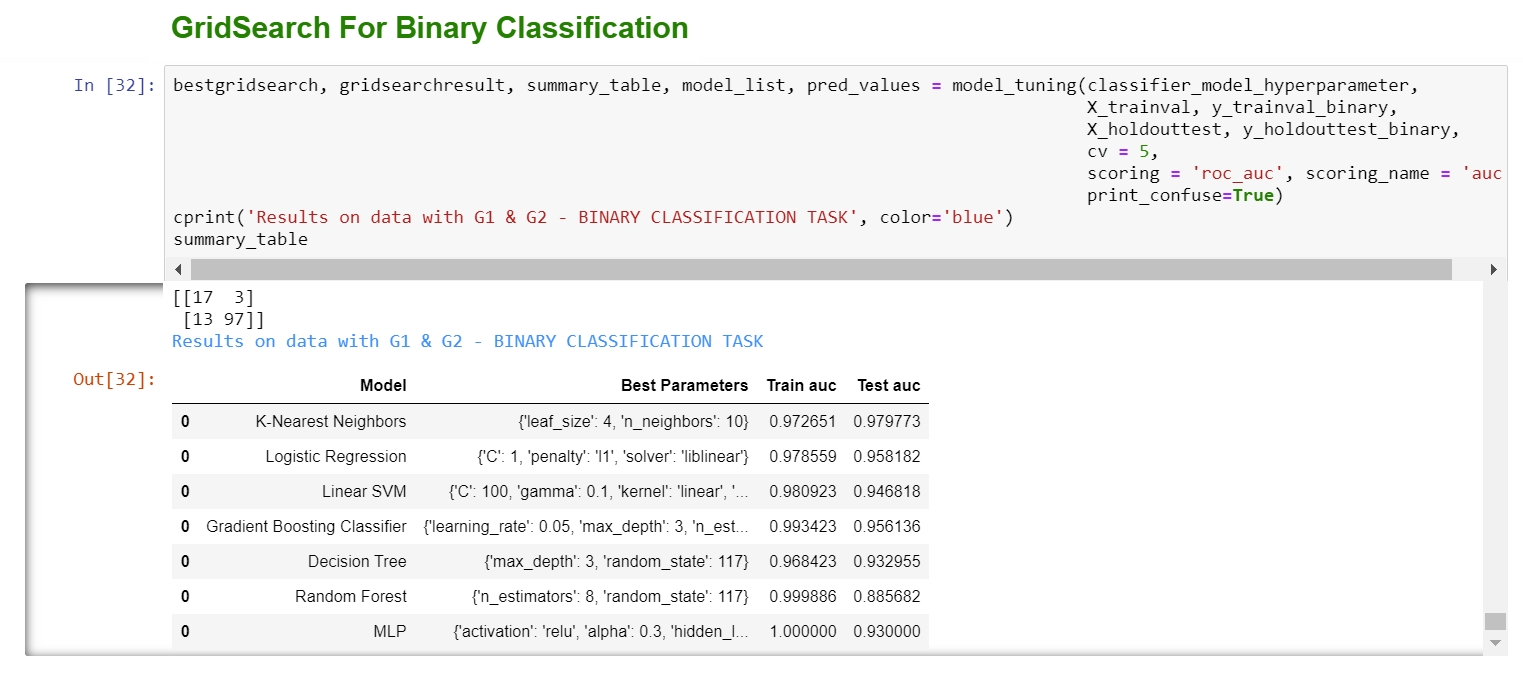 GridSearch For Binary Classification
In [32]: bestgridsearch, gridsearchresult, summary_table, model_list, pred_values = model_tuning(classifier_model_hyperparameter,
X_trainval, y_trainval_binary,
X_holdouttest, y_holdouttest_binary,
cv = 5,
scoring = 'roc_auc', scoring_name = 'auc
print_confuse=True)
cprint('Results on data with G1 & G2 - BINARY CLASSIFICATION TASK', color='blue')
summary_table
[[17  3]
[13 97]]
Results on data with G1 & G2 - BINARY CLASSIFICATION TASK
Out[32]:
Model Best Parameters Train auc Test auc
0 K-Nearest Neighbors {'leaf_size': 4, 'n_neighbors': 10} 0.972651 0.979773
0 Logistic Regression {'C': 1, 'penalty': 'l1', 'solver': 'liblinear'} 0.978559 0.958182
0 Linear SVM {'C': 100, 'gamma': 0.1, 'kernel': 'linear', '... 0.980923 0.946818
0 Gradient Boosting Classifier {'learning_rate': 0.05, 'max_depth': 3, 'n_est... 0.993423 0.956136
0 Decision Tree {'max_depth': 3, 'random_state': 117} 0.968423 0.932955
0 Random Forest {'n_estimators': 8, 'random_state': 117} 0.999886 0.885682
0 MLP {'activation': 'relu', 'alpha': 0.3, 'hidden_l... 1.000000 0.930000